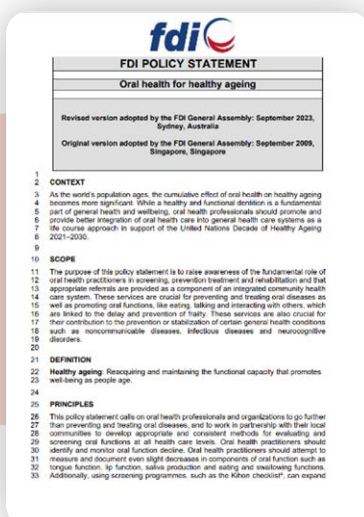 fdi
FDI POLICY STATEMENT
Oral health for healthy ageing
Revised version adopted by the FDI General Assembly: September 2023,
Sydney, Australia
Original version adopted by the FDI General Assembly: September 2009,
Singapore, Singapore
1
2 CONTEXT
3 As the world's population ages, the cumulative effect of oral health on healthy ageing
4 becomes more significant. While a healthy and functional dentition is a fundamental
5 part of general health and wellbeing, oral health professionals should promote and
6 provide better integration of oral health care into general health care systems as a
7 life course approach in support of the United Nations Decade of Healthy Ageing
8 2021–2030.
9
10 SCOPE
11 The purpose of this policy statement is to raise awareness of the fundamental role of
12 oral health practitioners in screening, prevention treatment and rehabilitation and that
13 appropriate referrals are provided as a component of an integrated community health
14 care system. These services are crucial for preventing and treating oral diseases as
15 well as promoting oral functions, like eating, talking and interacting with others, which
16 are linked to the delay and prevention of frailty. These services are also crucial for
17 their contribution to the prevention or stabilization of certain general health conditions
18 such as noncommunicable diseases, infectious diseases and neurocognitive
19 disorders.
20
21 DEFINITION
22 Healthy ageing: Reacquiring and maintaining the functional capacity that promotes
23 well-being as people age.
24
25 PRINCIPLES
26 This policy statement calls on oral health professionals and organizations to go further
27 than preventing and treating oral diseases, and to work in partnership with their local
28 communities to develop appropriate and consistent methods for evaluating and
29 screening oral functions at all health care levels. Oral health practitioners should
30 identify and monitor oral function decline. Oral health practitioners should attempt to
31 measure and document even slight decreases in components of oral function such as
32 tongue function, lip function, saliva production and eating and swallowing functions.
33 Additionally, using screening programmes, such as the Kihon checklist, can expand